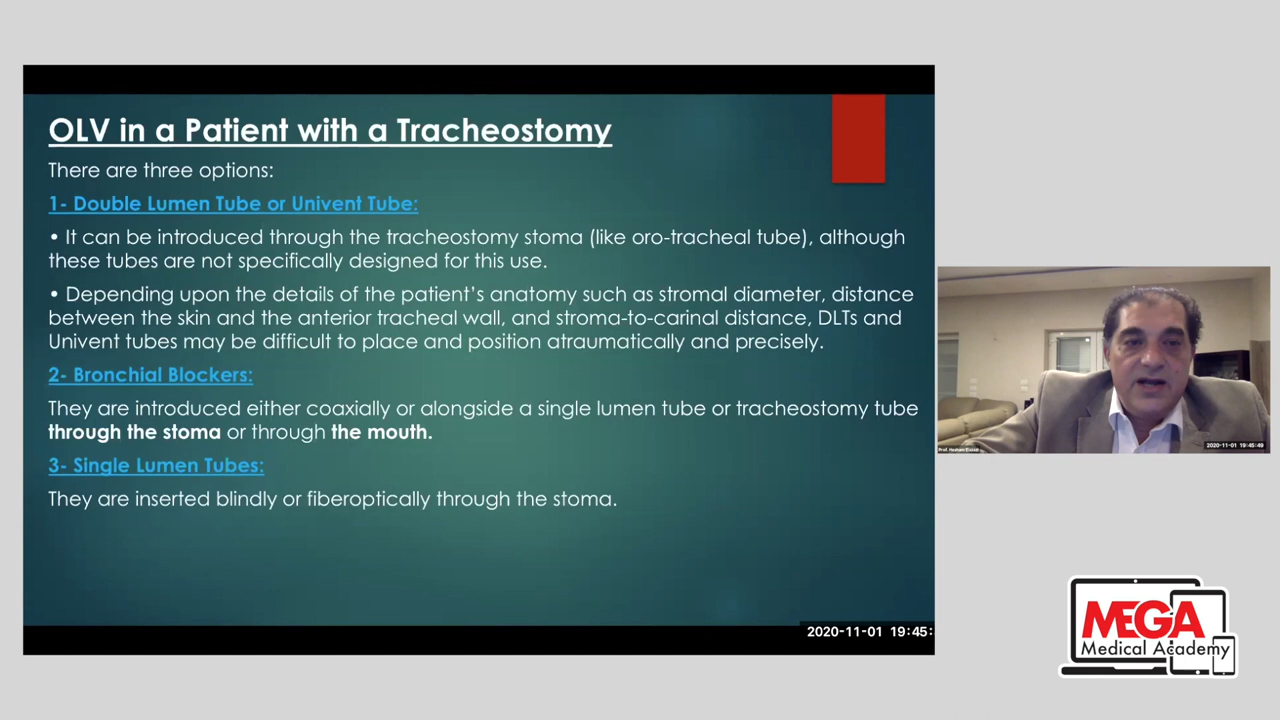 OLV in a Patient with a Tracheostomy
There are three options:
1- Double Lumen Tube or Univent Tube:
• It can be introduced through the tracheostomy stoma (like oro-tracheal tube), although
these tubes are not specifically designed for this use.
• Depending upon the details of the patient's anatomy such as stromal diameter, distance
between the skin and the anterior tracheal wall, and stroma-to-carinal distance, DLTs and
Univent tubes may be difficult to place and position atraumatically and precisely.
2- Bronchial Blockers:
They are introduced either coaxially or alongside a single lumen tube or tracheostomy tube
through the stoma or through the mouth.
3- Single Lumen Tubes:
They are inserted blindly or fiberoptically through the stoma.
2020-11-01 19:45:
2020-11-01 19:45:49
MEGA
Medical Academy